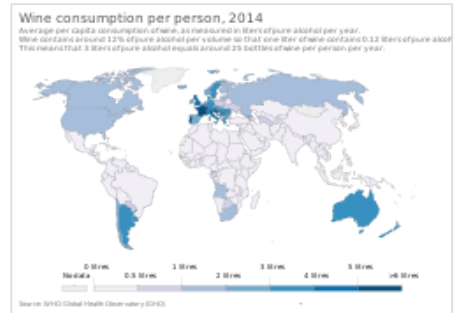 Wine consumption per person, 2014
Average per capita consumption of wine, as measured in liters of pure alcohol per year.
Wine contains around 12% of pure alcohol per volume so that one liter of wine contains 0.12 liters of pure alcohol
This means that 3 liters of pure alcohol equals around 25 bottles of wine per person per year.
0 litres 1 litres 3 litres 5 litres
No data 0.5 litres 2 litres 4 litres >6 litres
Source: WHO Global Health Observatory (GHO)